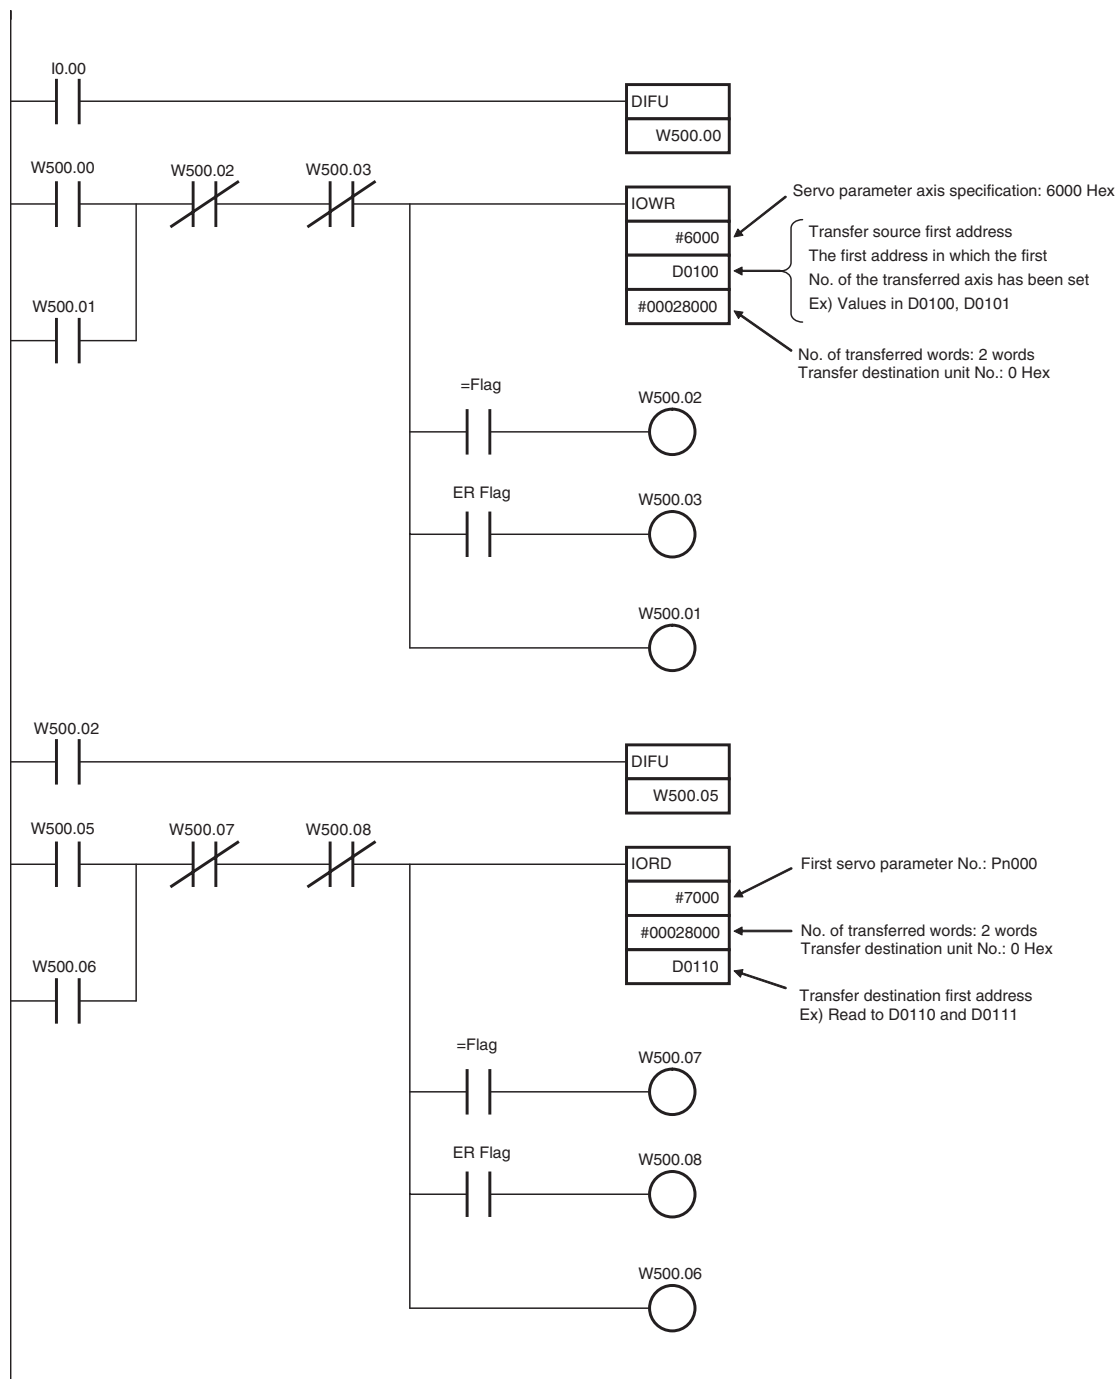 I0.00
DIFU
W500.00
W500.00
W500.02
W500.03
IOWR
Servo parameter axis specification: 6000 Hex
#6000
Transfer source first address
The first address in which the first
No. of the transferred axis has been set
Ex) Values in D0100, D0101
D0100
W500.01
#00028000
No. of transferred words: 2 words
Transfer destination unit No.: 0 Hex
=Flag
W500.02
ER Flag
W500.03
W500.01
W500.02
DIFU
W500.05
W500.05
W500.07
W500.08
IORD
First servo parameter No.: Pn000
#7000
#00028000
No. of transferred words: 2 words
Transfer destination unit No.: 0 Hex
W500.06
D0110
Transfer destination first address
Ex) Read to D0110 and D0111
=Flag
W500.07
ER Flag
W500.08
W500.06